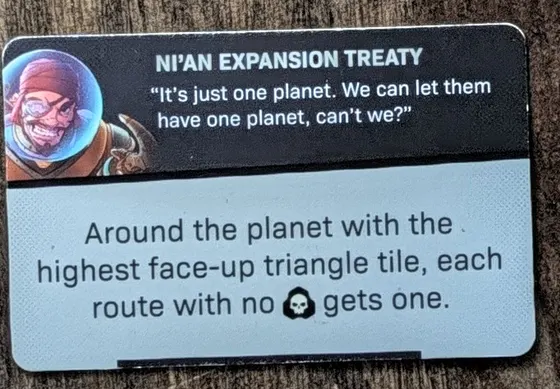 NI'AN EXPANSION TREATY
“It's just one planet. We can let them
have one planet, can't we?”
Around the planet with the
highest face-up triangle tile, each
route with no gets one.